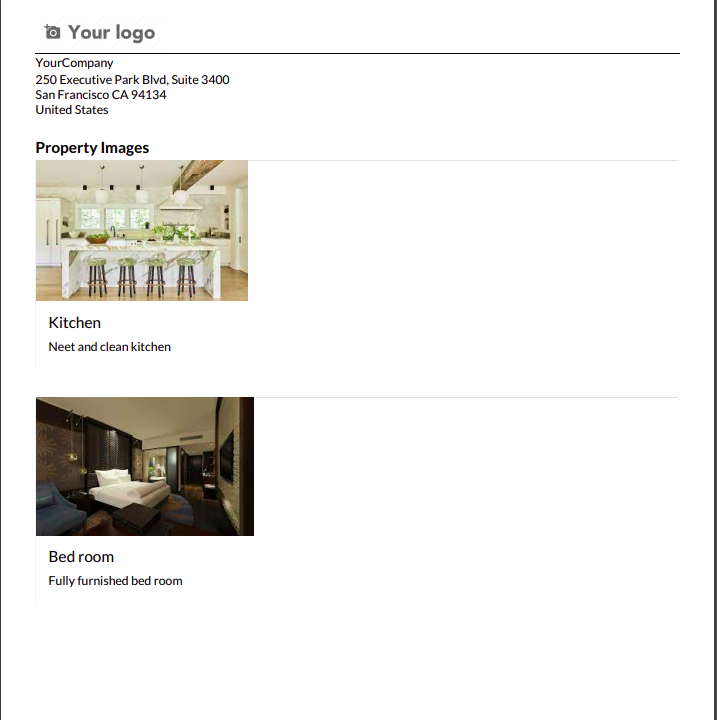 Your logo
YourCompany
250 Executive Park Blvd, Suite 3400
San Francisco CA 94134
United States
Property Images
Kitchen
Neet and clean kitchen
Bed room
Fully furnished bed room